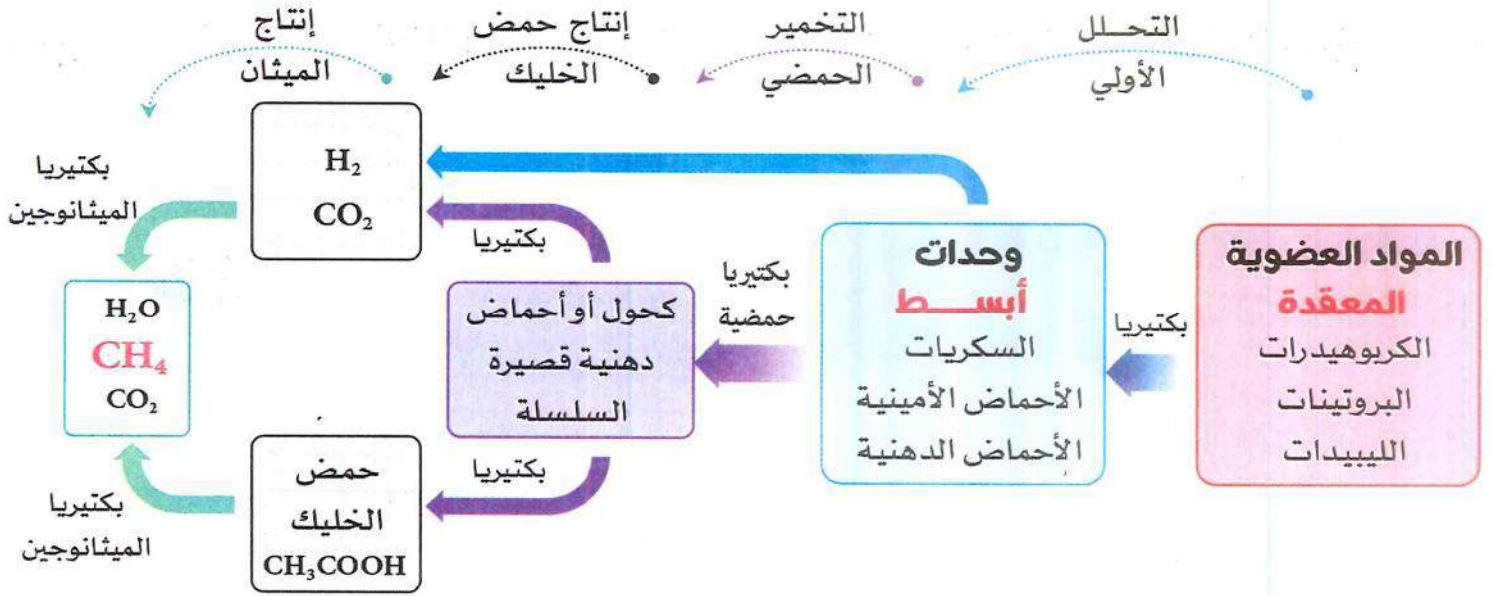 التحلل
الأولي
التخمير
الحمضي
إنتاج حمض
الخليك
إنتاج
الميثان
المواد العضوية
المعقدة
الكربوهيدرات
البروتينات
الليبيدات
بكتيريا
وحدات
أبسط
السكريات
الأحماض الأمينية
الأحماض الدهنية
بكتيريا
حمضية
كحول أو أحماض
دهنية قصيرة
السلسلة
بكتيريا
بكتيريا
H₂
CO₂
حمض
الخليك
CH₃COOH
بكتيريا
الميثانوجين
بكتيريا
الميثانوجين
H₂O
CH₄
CO₂